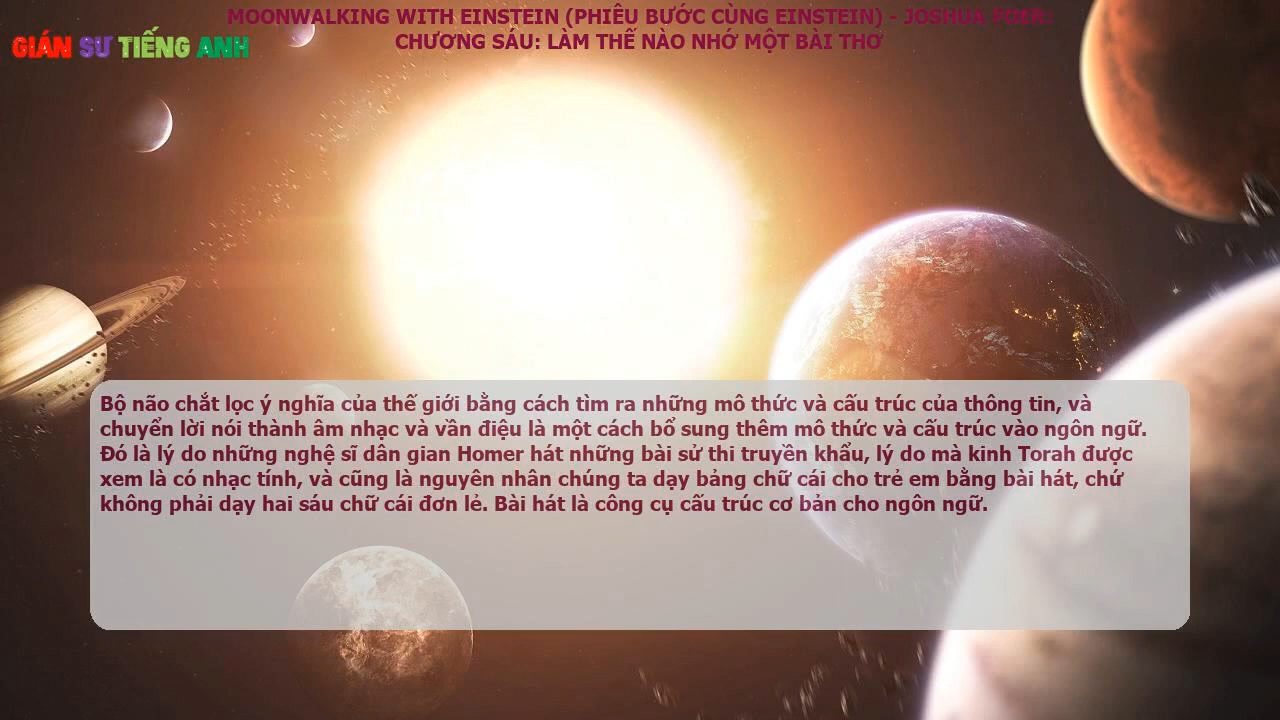 MOONWALKING WITH EINSTEIN (PHIÊU BƯỚC CÙNG EINSTEIN) - JOSHUA FOER
CHƯƠNG SÁU: LÀM THẾ NÀO NHỚ MỘT BÀI THƠ
GIÁN SƯ TIẾNG ANH
Bộ não chắt lọc ý nghĩa của thế giới bằng cách tìm ra những mô thức và cấu trúc của thông tin, và
chuyển lời nói thành âm nhạc và vần điệu là một cách bổ sung thêm mô thức và cấu trúc vào ngôn ngữ.
Đó là lý do những nghệ sĩ dân gian Homer hát những bài sử thi truyền khẩu, lý do mà kinh Torah được
xem là có nhạc tính, và cũng là nguyên nhân chúng ta dạy bảng chữ cái cho trẻ em bằng bài hát, chứ
không phải dạy hai sáu chữ cái đơn lẻ. Bài hát là công cụ cấu trúc cơ bản cho ngôn ngữ.